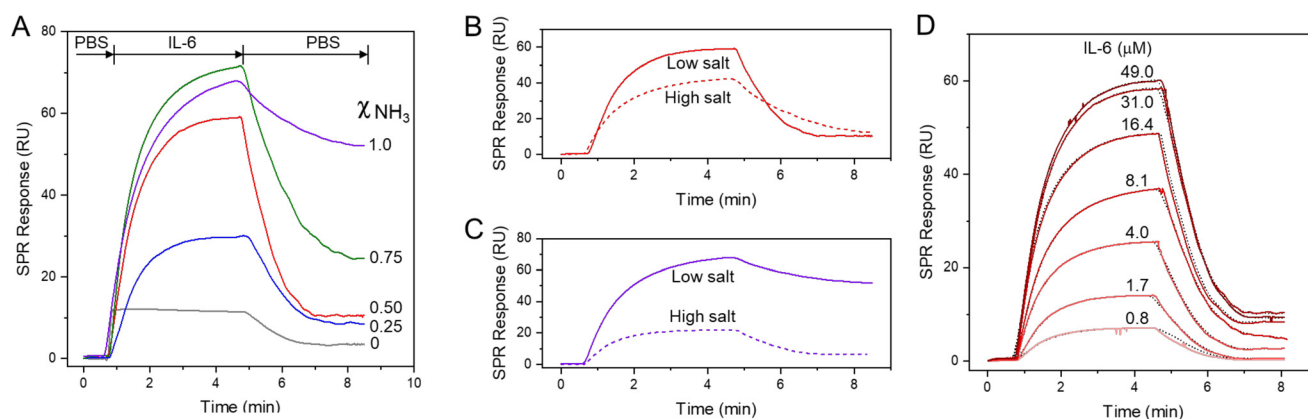 A
PBS
IL-6
PBS
χ NH3
1.0
0.75
0.50
0.25
0
SPR Response (RU)
80
70
60
50
40
30
20
10
0
0 2 4 6 8 10
Time (min)
B
SPR Response (RU)
60
40
20
0
Low salt
High salt
0 2 4 6 8
Time (min)
C
SPR Response (RU)
80
60
40
20
0
Low salt
High salt
0 2 4 6 8
Time (min)
D
IL-6 (μM)
49.0
31.0
16.4
8.1
4.0
1.7
0.8
SPR Response (RU)
60
40
20
0
0 2 4 6 8
Time (min)